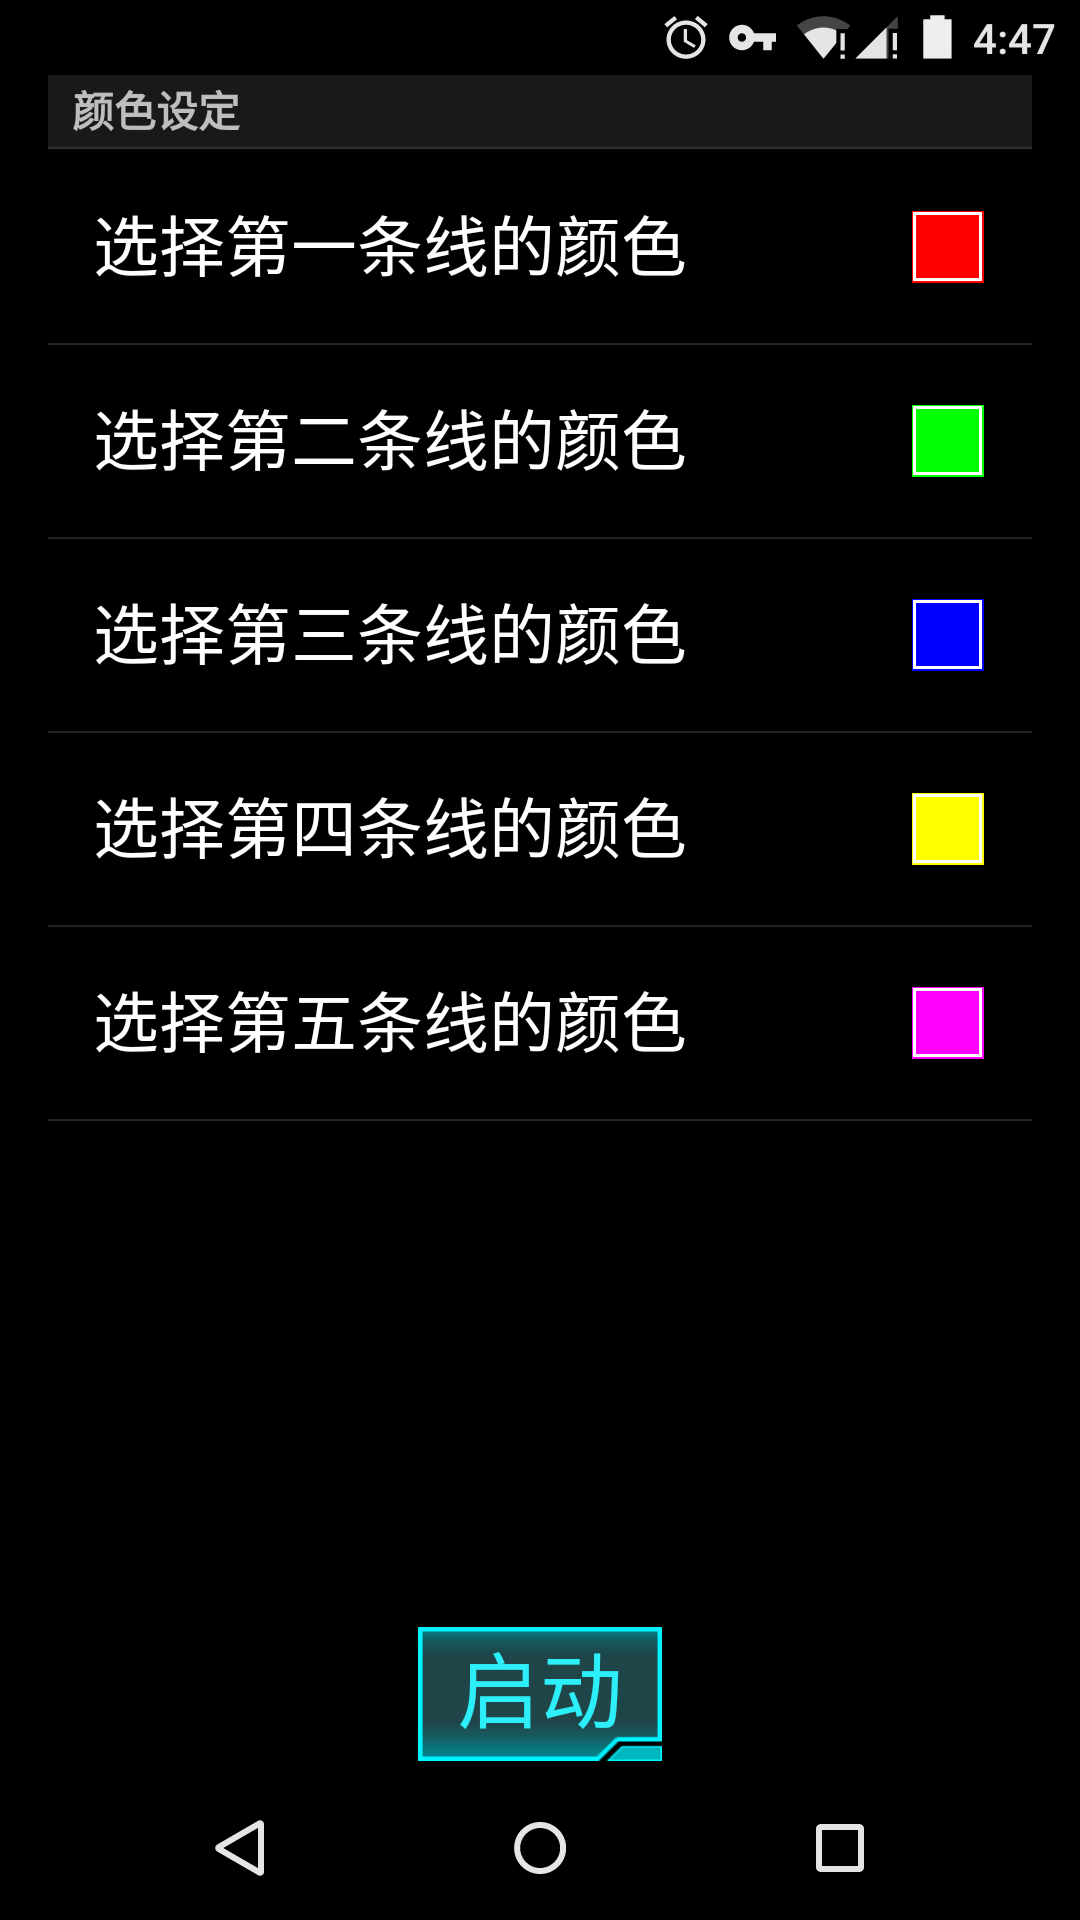 4:47
颜色设定
选择第一条线的颜色
选择第二条线的颜色
选择第三条线的颜色
选择第四条线的颜色
选择第五条线的颜色
启动